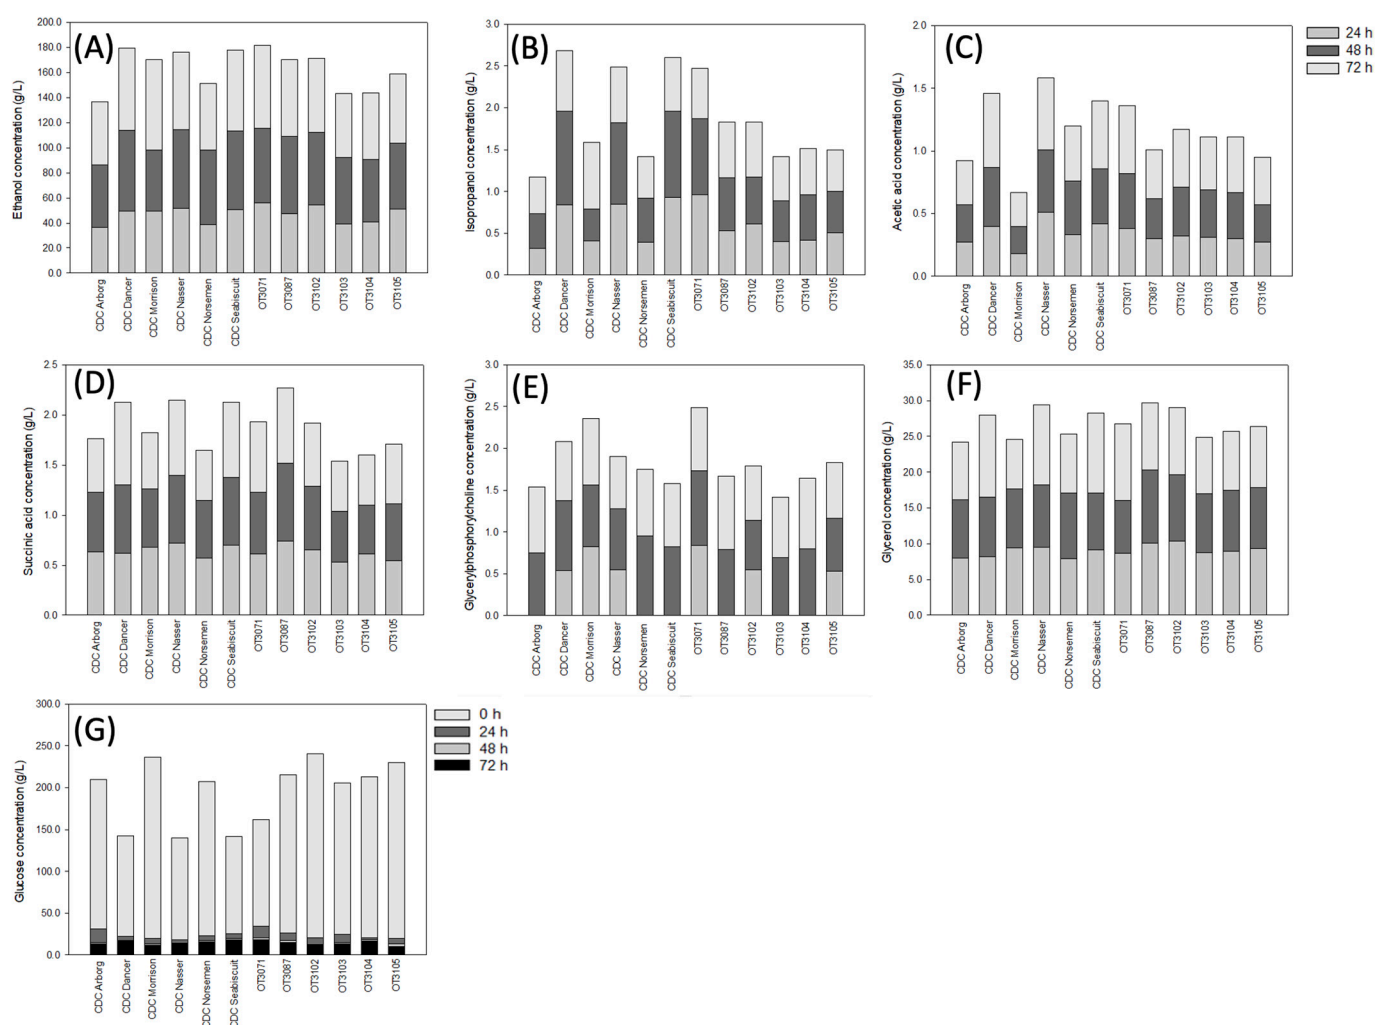 (A)
Ethanol concentration (g/L)
200.0
180.0
160.0
140.0
120.0
100.0
80.0
60.0
40.0
20.0
0.0
CDC Arborg
CDC Dancer
CDC Morrison
CDC Nasser
CDC Norsemen
CDC Seabiscuit
OT3071
OT3087
OT3102
OT3103
OT3104
OT3105
(B)
Isopropanol concentration (g/L)
3.0
2.5
2.0
1.5
1.0
0.5
0.0
CDC Arborg
CDC Dancer
CDC Morrison
CDC Nasser
CDC Norsemen
CDC Seabiscuit
OT3071
OT3087
OT3102
OT3103
OT3104
OT3105
(C)
Acetic acid concentration (g/L)
2.0
1.5
1.0
0.5
0.0
CDC Arborg
CDC Dancer
CDC Morrison
CDC Nasser
CDC Norsemen
CDC Seabiscuit
OT3071
OT3087
OT3102
OT3103
OT3104
OT3105
24 h
48 h
72 h
(D)
Succinic acid concentration (g/L)
2.5
2.0
1.5
1.0
0.5
0.0
CDC Arborg
CDC Dancer
CDC Morrison
CDC Nasser
CDC Norsemen
CDC Seabiscuit
OT3071
OT3087
OT3102
OT3103
OT3104
OT3105
(E)
Glycerylphosphorylcholine concentration (g/L)
3.0
2.5
2.0
1.5
1.0
0.5
0.0
CDC Arborg
CDC Dancer
CDC Morrison
CDC Nasser
CDC Norsemen
CDC Seabiscuit
OT3071
OT3087
OT3102
OT3103
OT3104
OT3105
(F)
Glycerol concentration (g/L)
35.0
30.0
25.0
20.0
15.0
10.0
5.0
0.0
CDC Arborg
CDC Dancer
CDC Morrison
CDC Nasser
CDC Norsemen
CDC Seabiscuit
OT3071
OT3087
OT3102
OT3103
OT3104
OT3105
(G)
Glucose concentration (g/L)
300.0
250.0
200.0
150.0
100.0
50.0
0.0
CDC Arborg
CDC Dancer
CDC Morrison
CDC Nasser
CDC Norsemen
CDC Seabiscuit
OT3071
OT3087
OT3102
OT3103
OT3104
OT3105
0 h
24 h
48 h
72 h